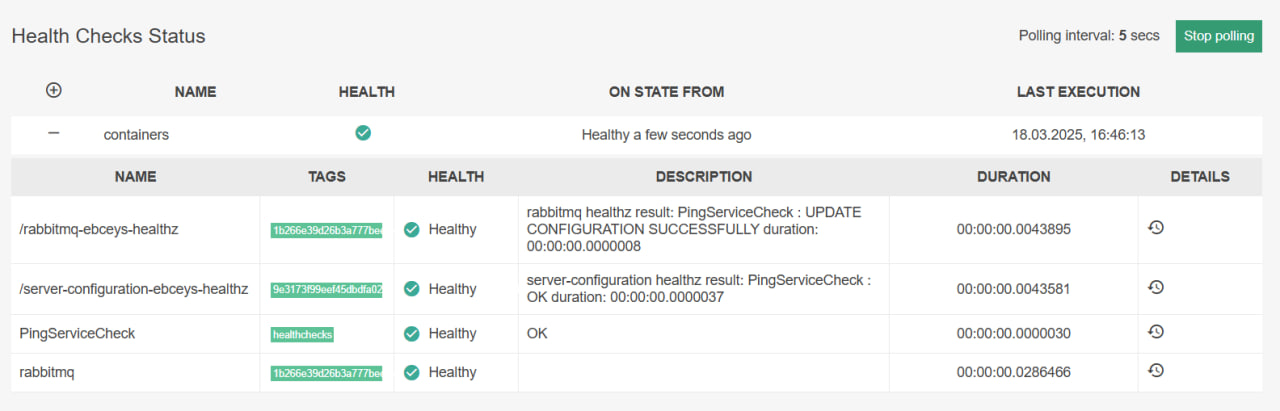 Health Checks Status
Polling interval: 5 secs
Stop polling
NAME HEALTH ON STATE FROM LAST EXECUTION
containers Healthy a few seconds ago 18.03.2025, 16:46:13
NAME TAGS HEALTH DESCRIPTION DURATION DETAILS
/rabbitmq-ebceys-healthz 1b266e39d26b3a777be Healthy
rabbitmq healthz result: PingServiceCheck : UPDATE
CONFIGURATION SUCCESSFULLY duration:
00:00:00.0000008
00:00:00.0043895
/server-configuration-ebceys-healthz 9e3173f99eef45dbdfa02 Healthy
server-configuration healthz result: PingServiceCheck :
OK duration: 00:00:00.0000037
00:00:00.0043581
PingServiceCheck healthchecks Healthy OK 00:00:00.0000030
rabbitmq 1b266e39d26b3a777be Healthy 00:00:00.0286466